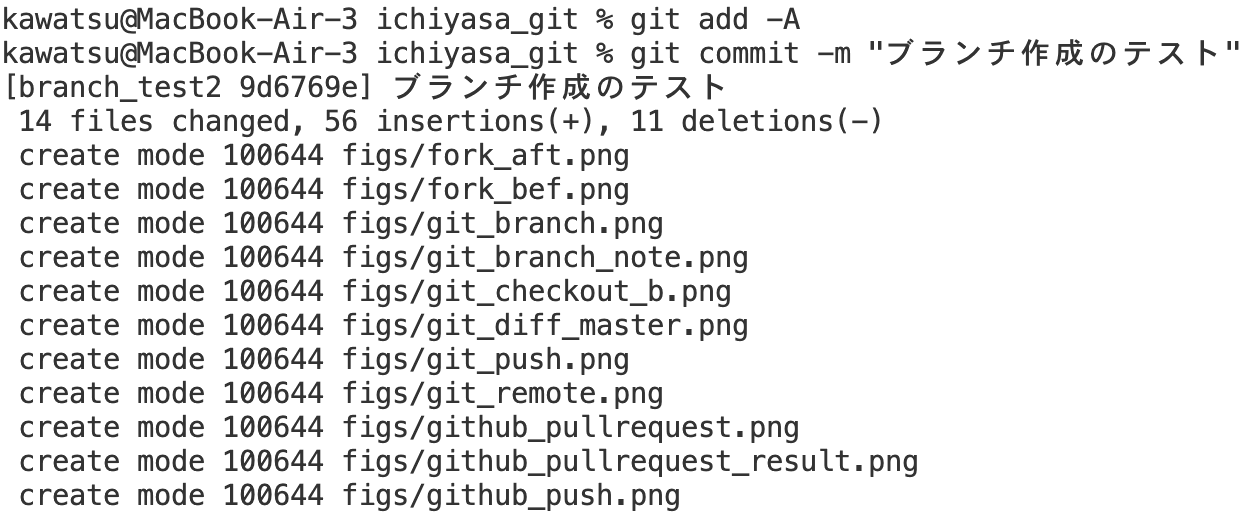 kawatsu@MacBook-Air-3 ichiyasa_git % git add -A
kawatsu@MacBook-Air-3 ichiyasa_git % git commit -m "ブランチ作成のテスト"
[branch_test2 9d6769e] ブランチ作成のテスト
 14 files changed, 56 insertions(+), 11 deletions(-)
 create mode 100644 figs/fork_aft.png
 create mode 100644 figs/fork_bef.png
 create mode 100644 figs/git_branch.png
 create mode 100644 figs/git_branch_note.png
 create mode 100644 figs/git_checkout_b.png
 create mode 100644 figs/git_diff_master.png
 create mode 100644 figs/git_push.png
 create mode 100644 figs/git_remote.png
 create mode 100644 figs/github_pullrequest.png
 create mode 100644 figs/github_pullrequest_result.png
 create mode 100644 figs/github_push.png